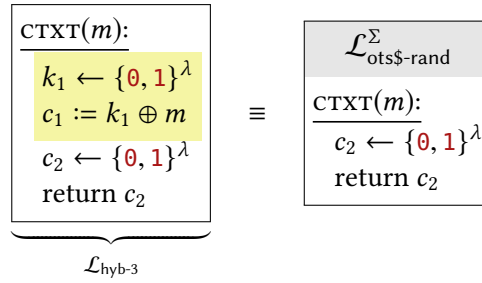 CTXT(m):
k₁ ← {0, 1}^λ
c₁ := k₁ ⊕ m
c₂ ← {0, 1}^λ
return c₂
𝓛_hyb-3
≡
𝓛^Σ_ots$-rand
CTXT(m):
c₂ ← {0, 1}^λ
return c₂